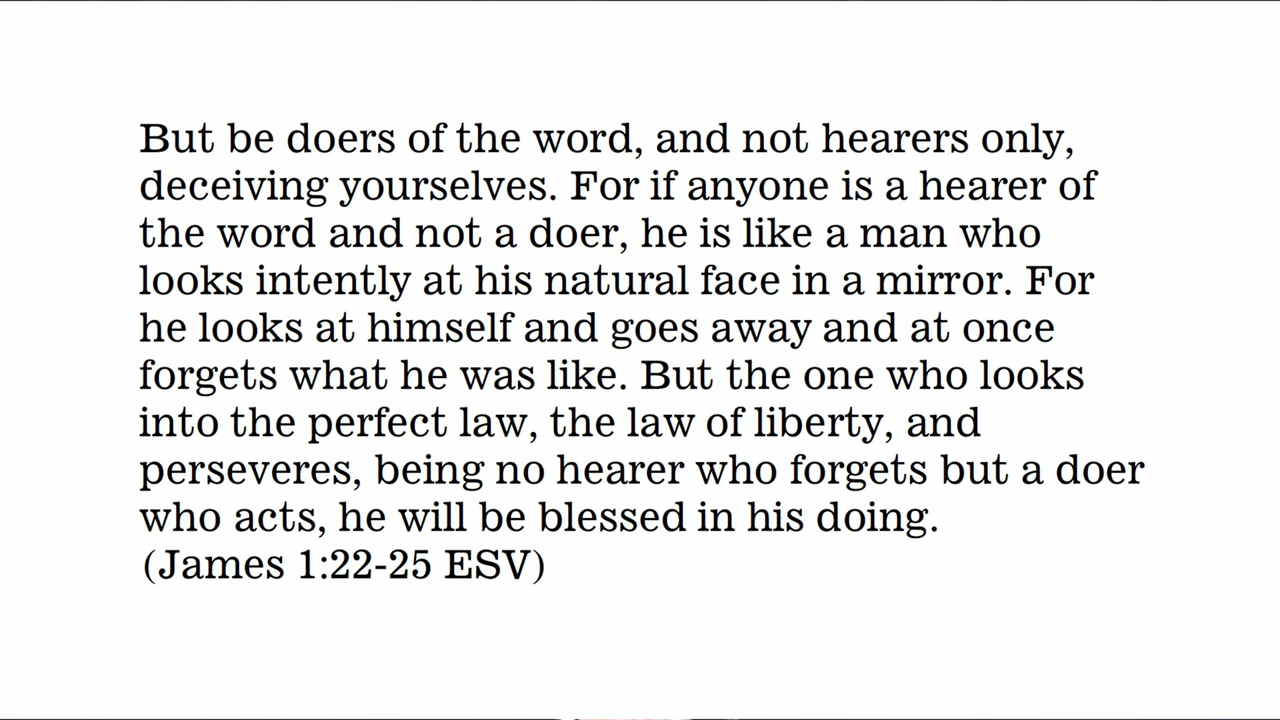 But be doers of the word, and not hearers only,
deceiving yourselves. For if anyone is a hearer of
the word and not a doer, he is like a man who
looks intently at his natural face in a mirror. For
he looks at himself and goes away and at once
forgets what he was like. But the one who looks
into the perfect law, the law of liberty, and
perseveres, being no hearer who forgets but a doer
who acts, he will be blessed in his doing.
(James 1:22-25 ESV)